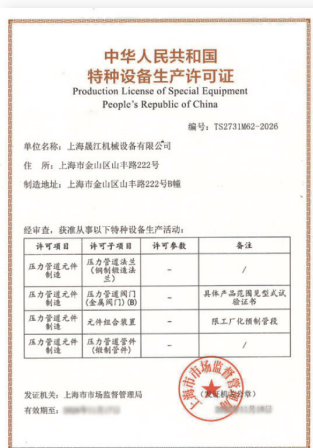 中华人民共和国
特种设备生产许可证
Production License of Special Equipment
People's Republic of China
编号：TS2731M62-2026
单位名称：上海晟江机械设备有限公司
住 所：上海市金山区山丰路222号
制造地址：上海市金山区山丰路222号B幢
经审查，获准从事以下特种设备生产活动：
许可项目 许可子项目 许可参数 备注
压力管道元件制造 压力管道法兰(钢制锻造法兰) - /
压力管道元件制造 压力管道阀门(金属阀门)(B) - 具体产品范围见型式试验证书
压力管道元件制造 元件组合装置 - 限工厂化预制管段
压力管道元件制造 压力管道管件(锻制管件) - /
发证机关：上海市市场监督管理局
(发证机关公章)
有效期至：
上海市市场监督管理局